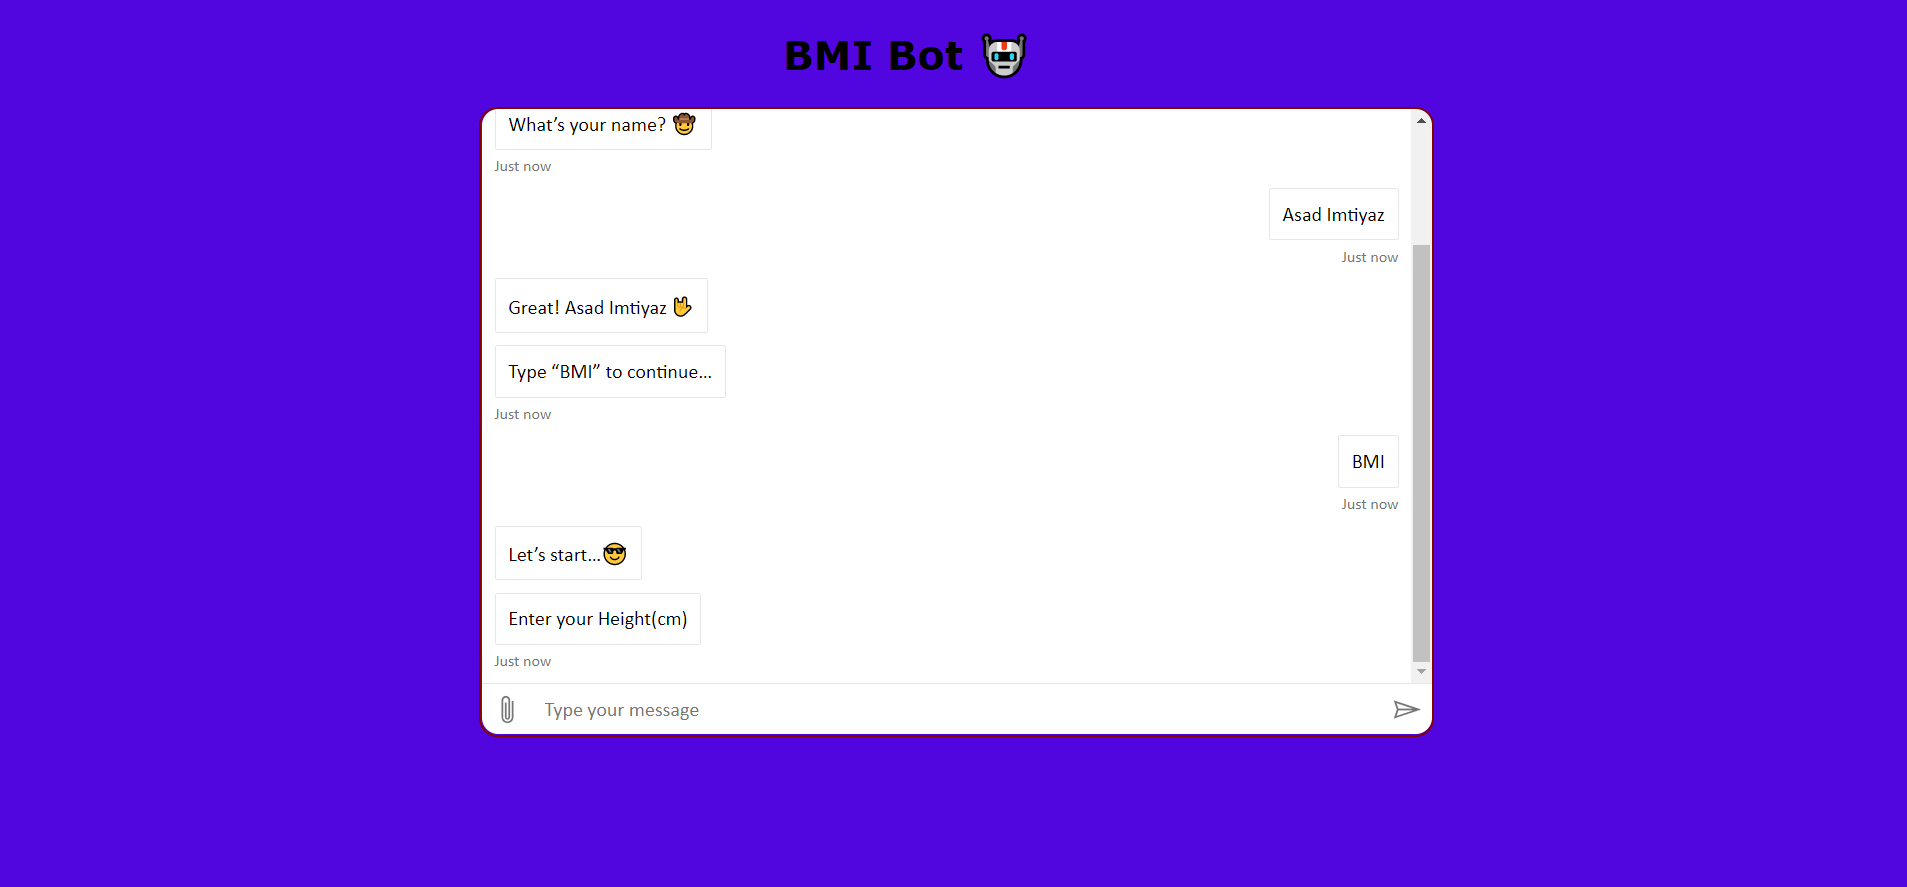 BMI Bot
What’s your name? 🤠
Just now
Asad Imtiyaz
Just now
Great! Asad Imtiyaz 🤟
Type “BMI” to continue...
Just now
BMI
Just now
Let’s start...😎
Enter your Height(cm)
Just now
Type your message